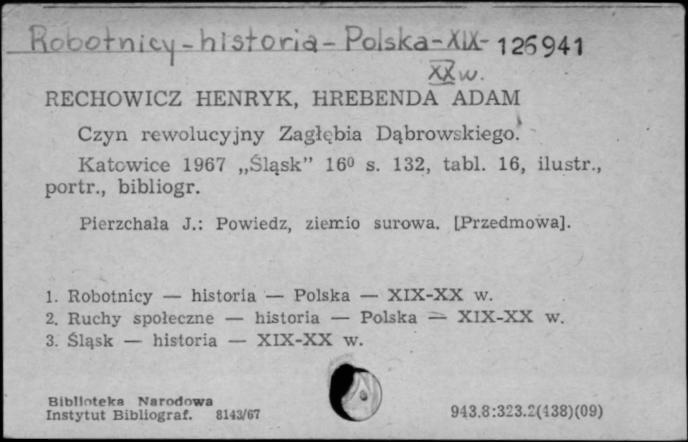 Robotnicy - historia - Polska - XIX- 126941
XX w.
RECHOWICZ HENRYK, HREBENDA ADAM
Czyn rewolucyjny Zagłębia Dąbrowskiego.
Katowice 1967 „Śląsk” 16⁰ s. 132, tabl. 16, ilustr.,
portr., bibliogr.
Pierzchała J.: Powiedz, ziemio surowa. [Przedmowa].
1. Robotnicy — historia — Polska — XIX-XX w.
2. Ruchy społeczne — historia — Polska — XIX-XX w.
3. Śląsk — historia — XIX-XX w.
Biblioteka Narodowa
Instytut Bibliograf. 8143/67 943.8:323.2(438)(09)